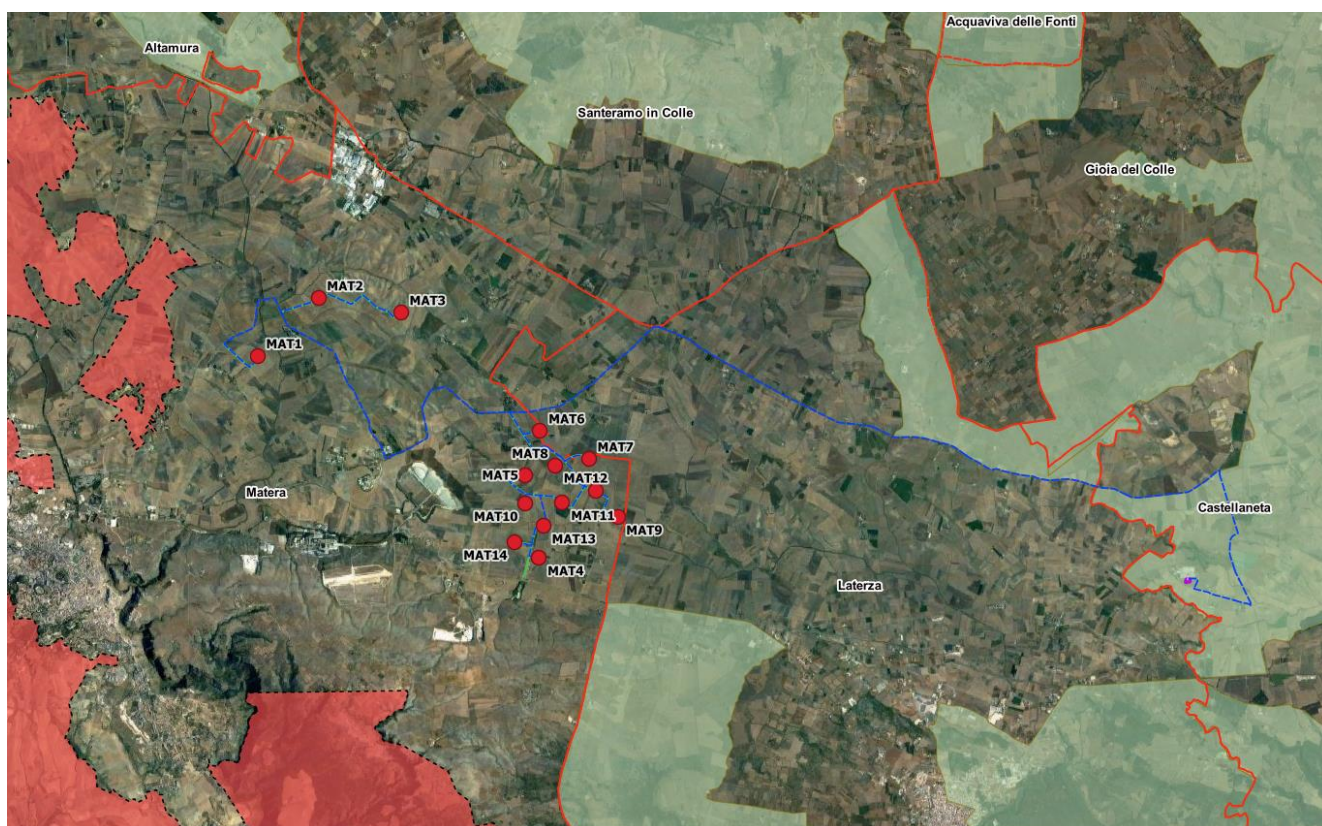 Acquaviva delle Fonti
Altamura
Santeramo in Colle
Gioia del Colle
MAT2
MAT3
MAT1
MAT6
MAT8
MAT7
MAT5
MAT12
Matera
MAT10
MAT11
Castellaneta
MAT9
MAT13
MAT14
MAT4
Laterza